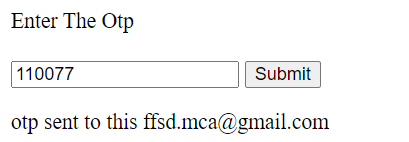 Enter The Otp
110077 Submit
otp sent to this ffsd.mca@gmail.com